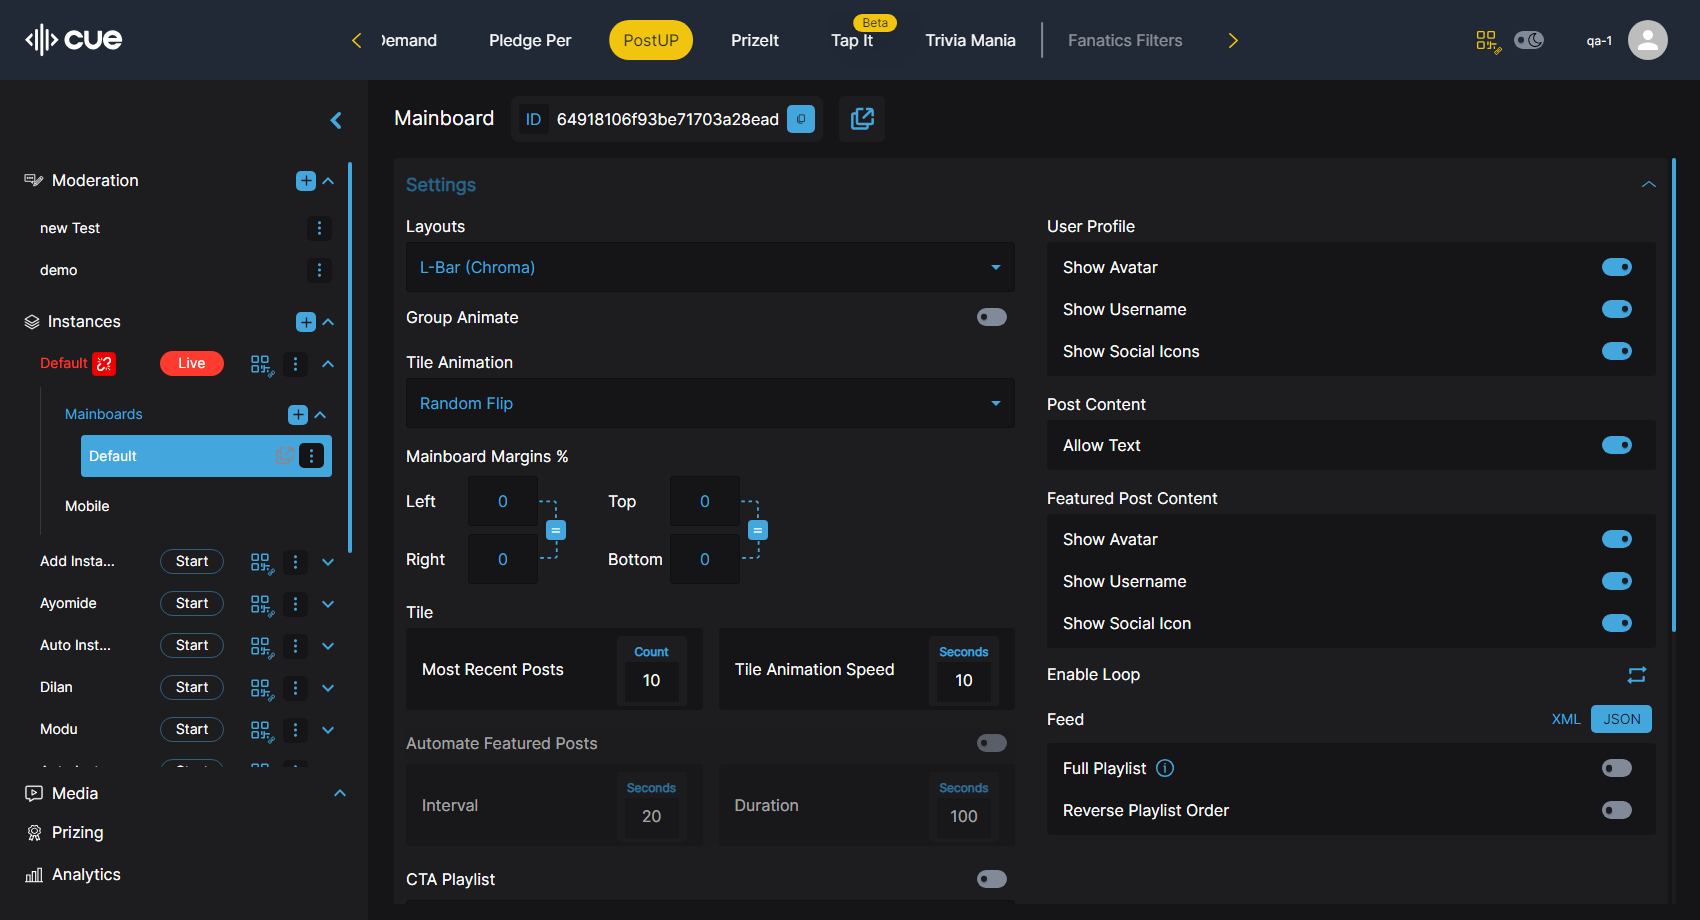 cue
Demand
Pledge Per
PostUP
PrizeIt
Beta
Tap It
Trivia Mania
Fanatics Filters
qa-1
Moderation
new Test
demo
Instances
Default
Live
Mainboards
Default
Mobile
Add Insta...
Start
Ayomide
Start
Auto Inst...
Start
Dilan
Start
Modu
Start
Media
Prizing
Analytics
Mainboard
ID 64918106f93be71703a28ead
Settings
Layouts
L-Bar (Chroma)
Group Animate
Tile Animation
Random Flip
Mainboard Margins %
Left 0
Top 0
=
=
Right 0
Bottom 0
Tile
Most Recent Posts
Count
10
Tile Animation Speed
Seconds
10
Automate Featured Posts
Interval
Seconds
20
Duration
Seconds
100
CTA Playlist
User Profile
Show Avatar
Show Username
Show Social Icons
Post Content
Allow Text
Featured Post Content
Show Avatar
Show Username
Show Social Icon
Enable Loop
Feed
XML JSON
Full Playlist
Reverse Playlist Order